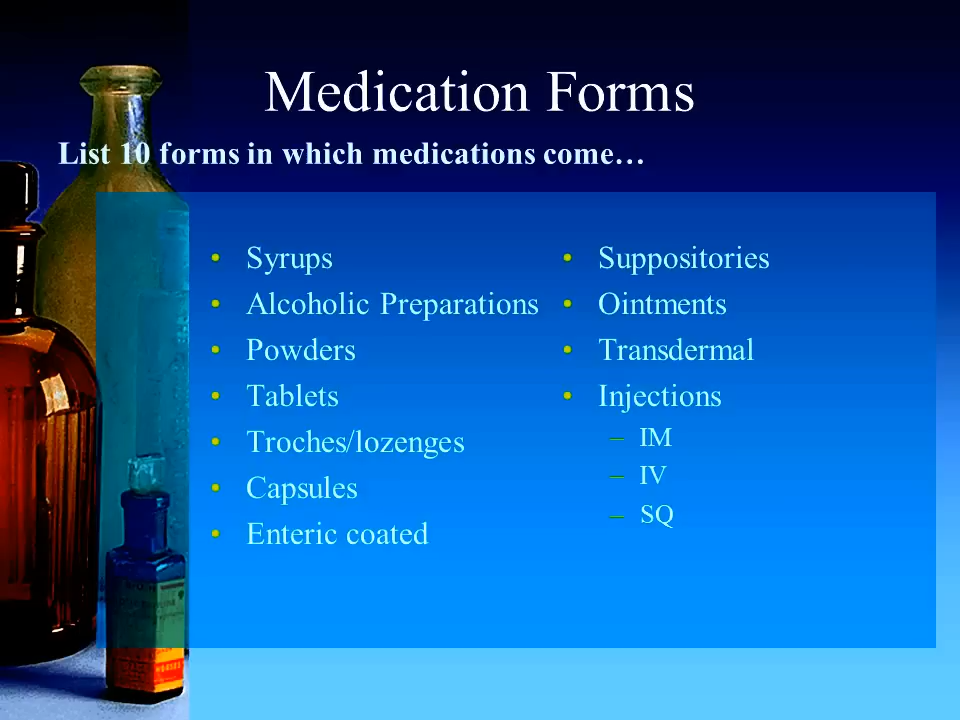 Medication Forms
List 10 forms in which medications come…
• Syrups
• Alcoholic Preparations
• Powders
• Tablets
• Troches/lozenges
• Capsules
• Enteric coated
• Suppositories
• Ointments
• Transdermal
• Injections
– IM
– IV
– SQ